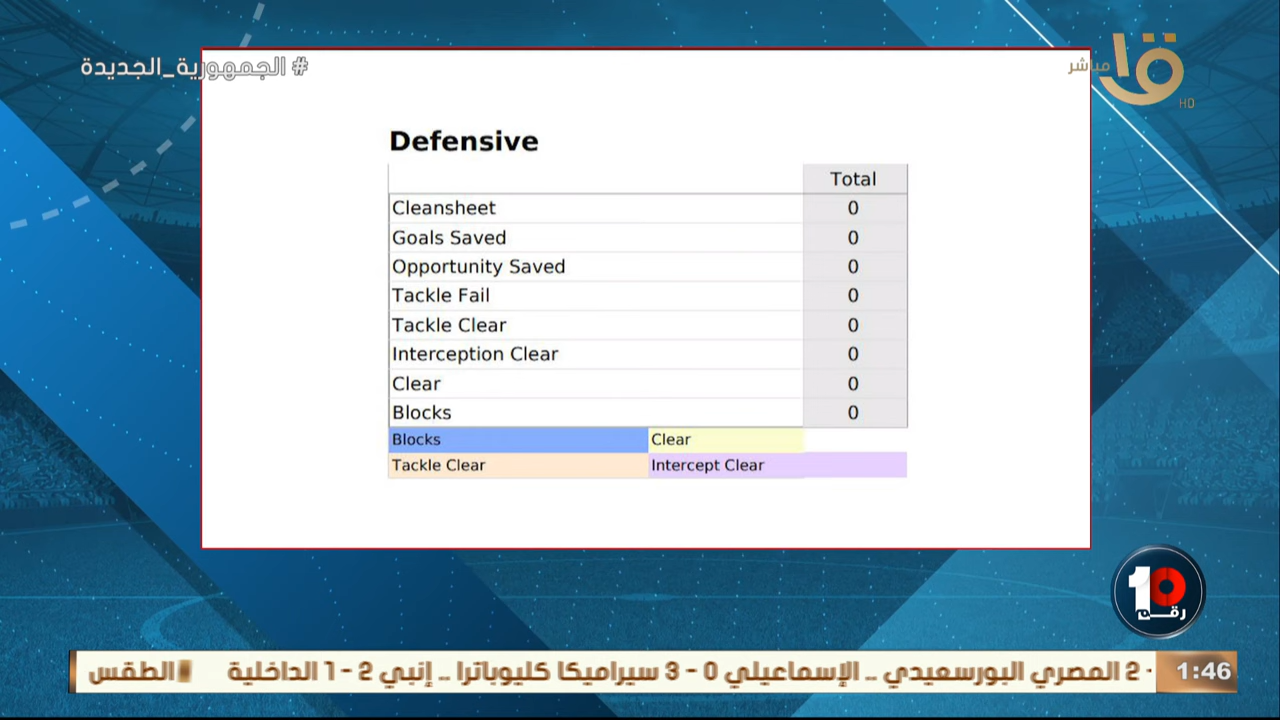 # الجمهورية_الجديدة
مباشر
HD
Defensive
Total
Cleansheet 0
Goals Saved 0
Opportunity Saved 0
Tackle Fail 0
Tackle Clear 0
Interception Clear 0
Clear 0
Blocks 0
Blocks Clear
Tackle Clear Intercept Clear
رقم 10
2 المصري البورسعيدي .. الإسماعيلي 0 - 3 سيراميكا كليوباترا .. إنبي 2 - 1 الداخلية الطقس
1:46